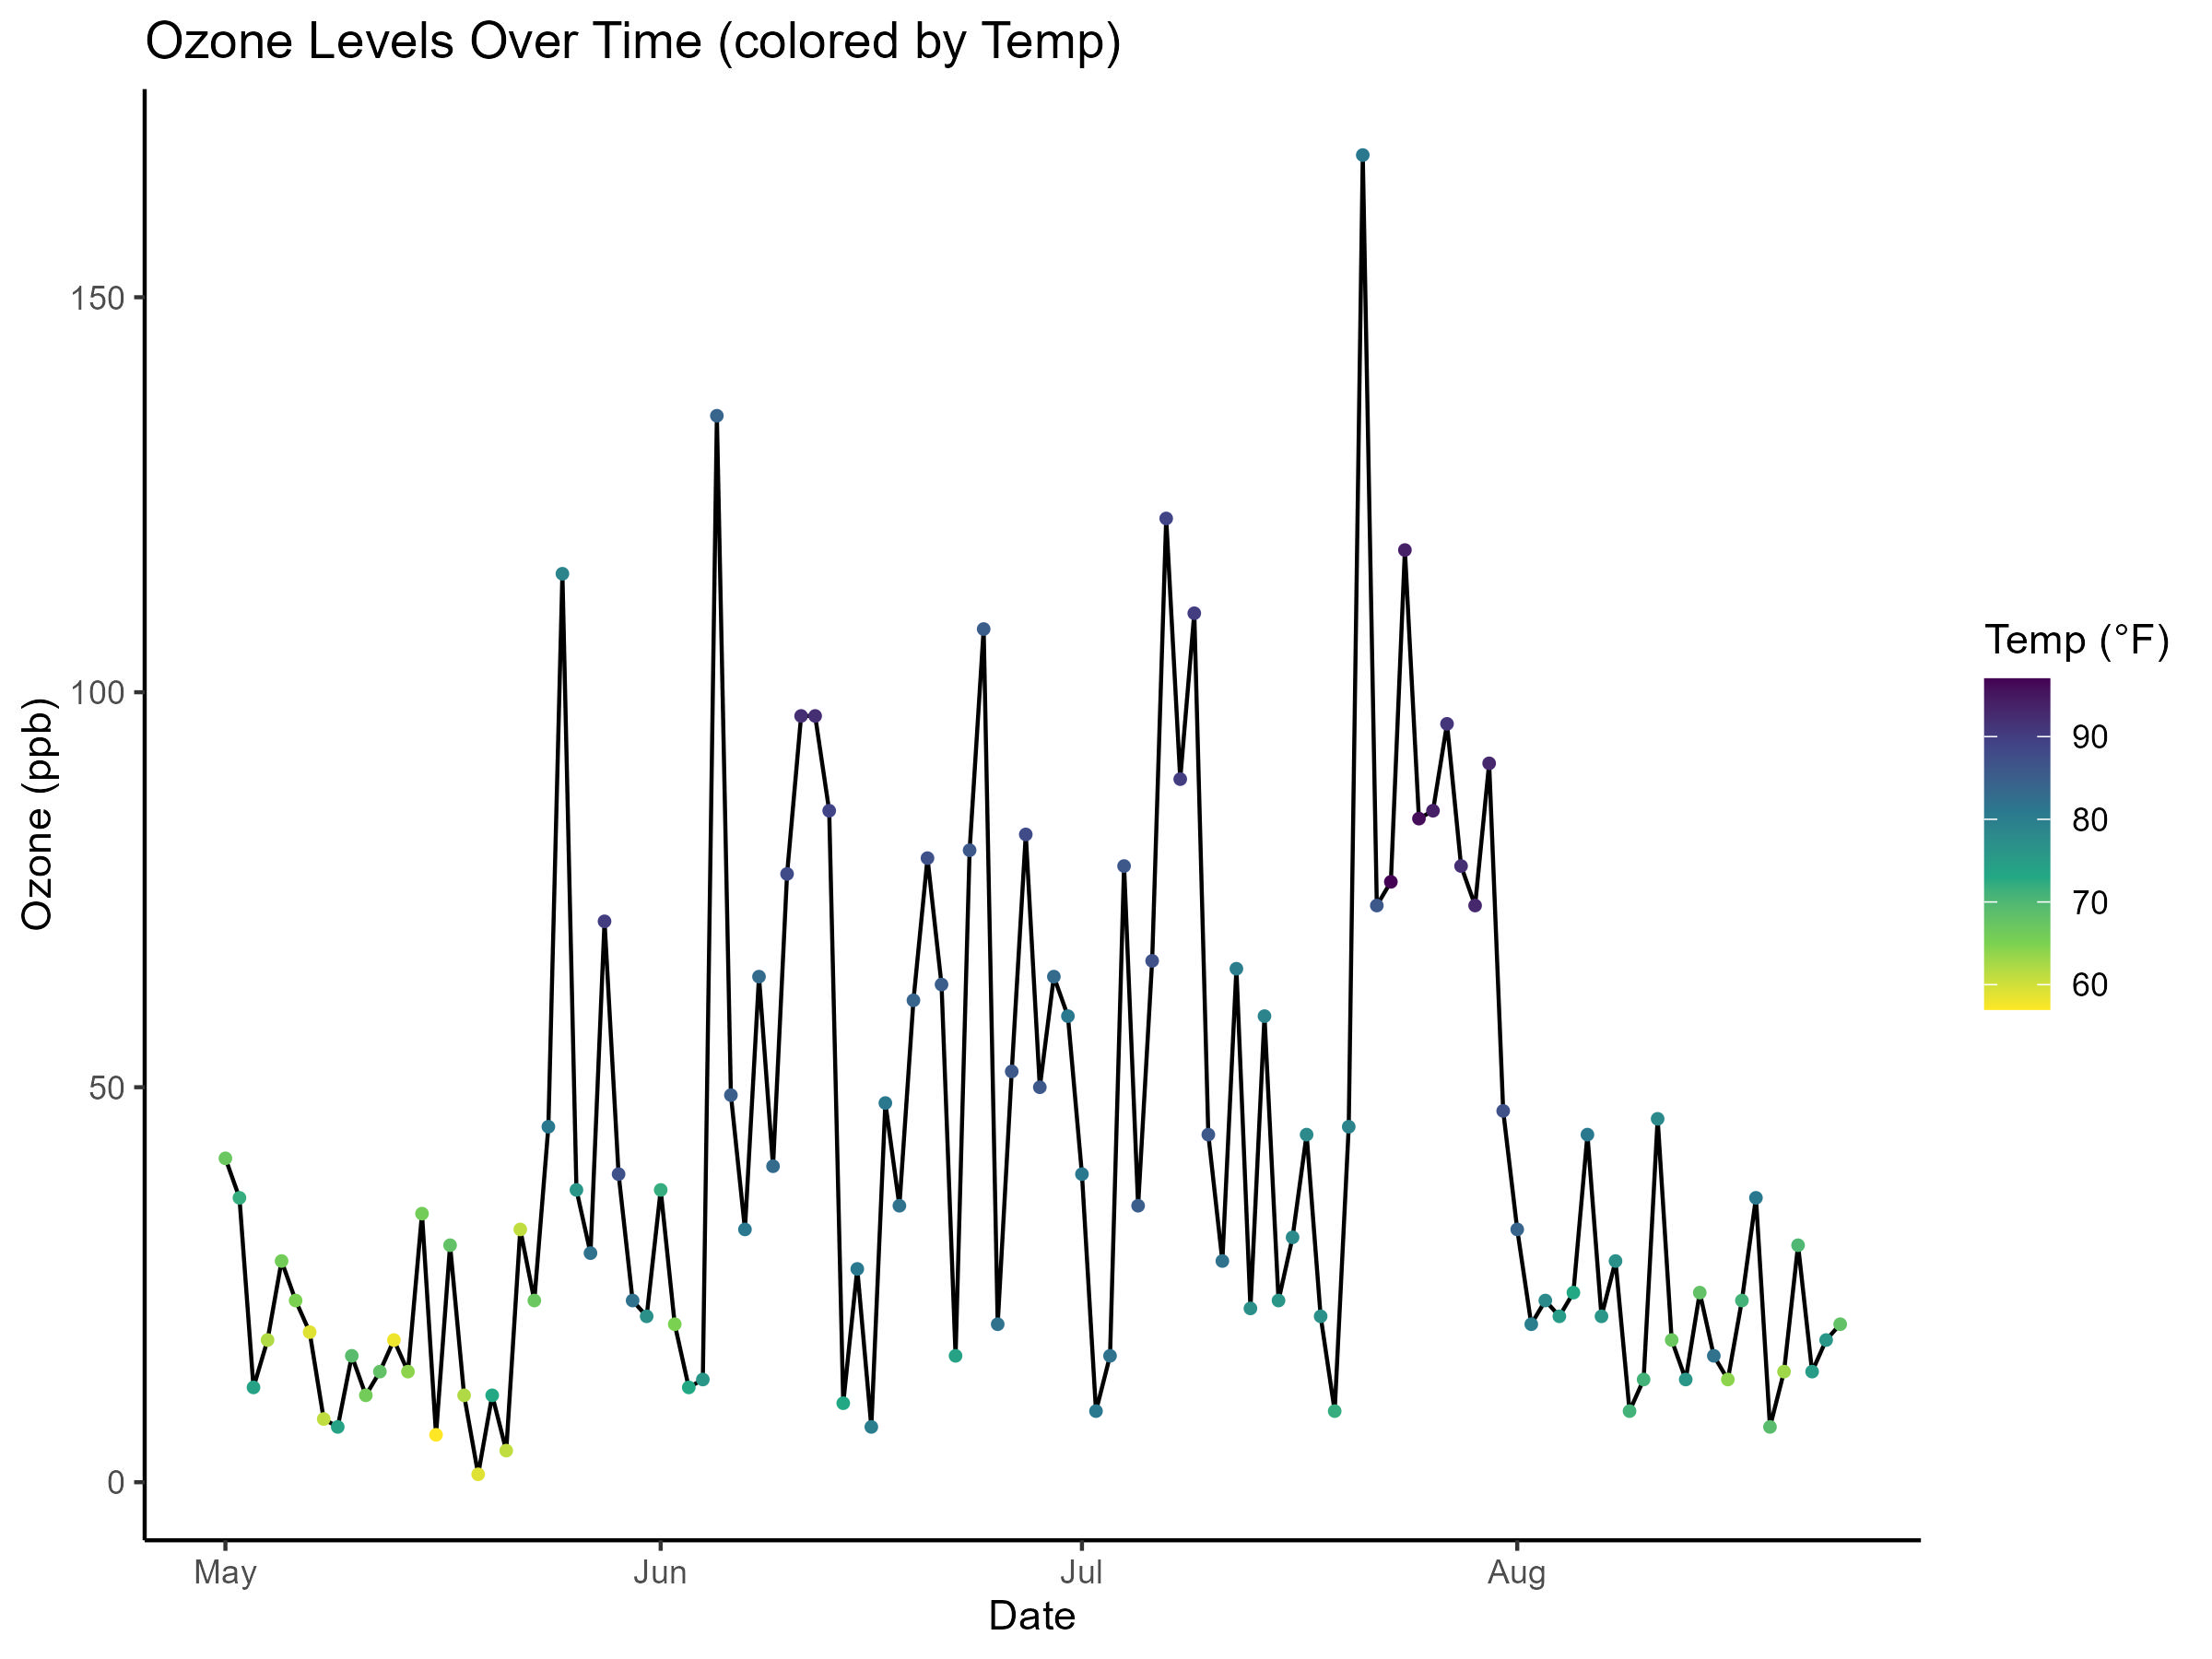 Ozone Levels Over Time (colored by Temp)
Ozone (ppb)
150
100
50
0
May
Jun
Jul
Aug
Date
Temp (°F)
90
80
70
60